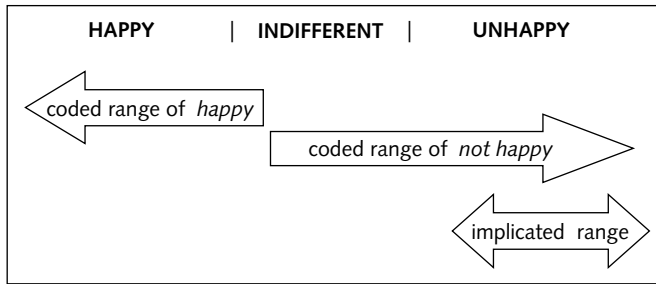 HAPPY | INDIFFERENT | UNHAPPY
coded range of happy
coded range of not happy
implicated range